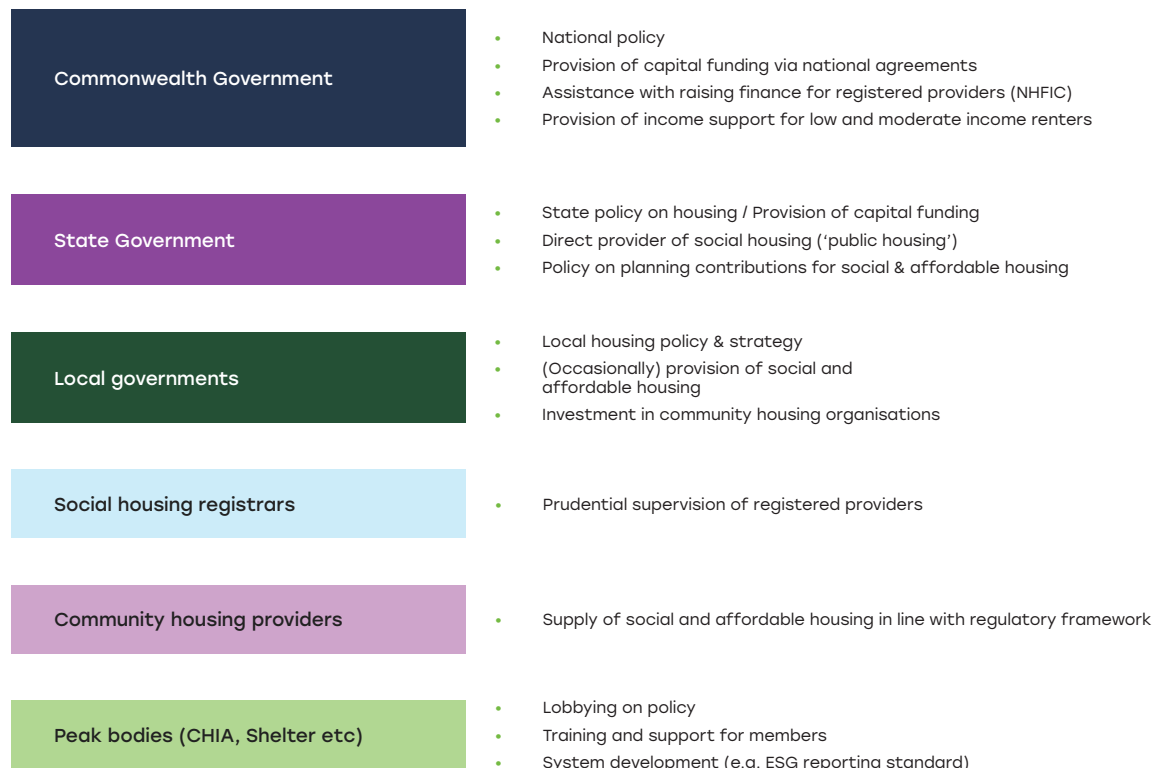 Commonwealth Government
• National policy
• Provision of capital funding via national agreements
• Assistance with raising finance for registered providers (NHFIC)
• Provision of income support for low and moderate income renters
State Government
• State policy on housing / Provision of capital funding
• Direct provider of social housing (‘public housing’)
• Policy on planning contributions for social & affordable housing
Local governments
• Local housing policy & strategy
• (Occasionally) provision of social and
affordable housing
• Investment in community housing organisations
Social housing registrars
• Prudential supervision of registered providers
Community housing providers
• Supply of social and affordable housing in line with regulatory framework
Peak bodies (CHIA, Shelter etc)
• Lobbying on policy
• Training and support for members
• System development (e.g. ESG reporting standard)